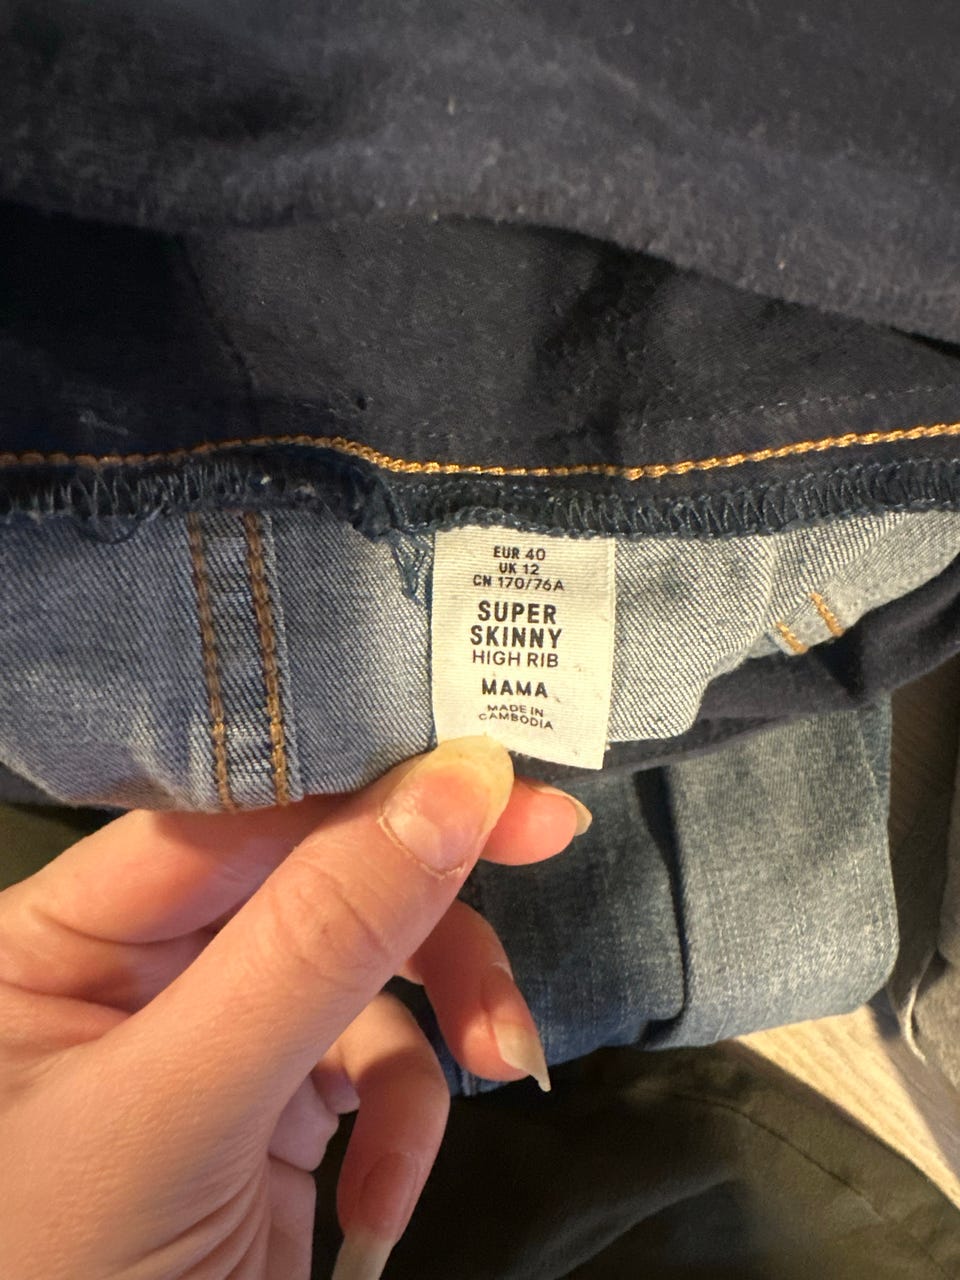 EUR 40
UK 12
CN 170/76A
SUPER
SKINNY
HIGH RIB
MAMA
MADE IN
CAMBODIA